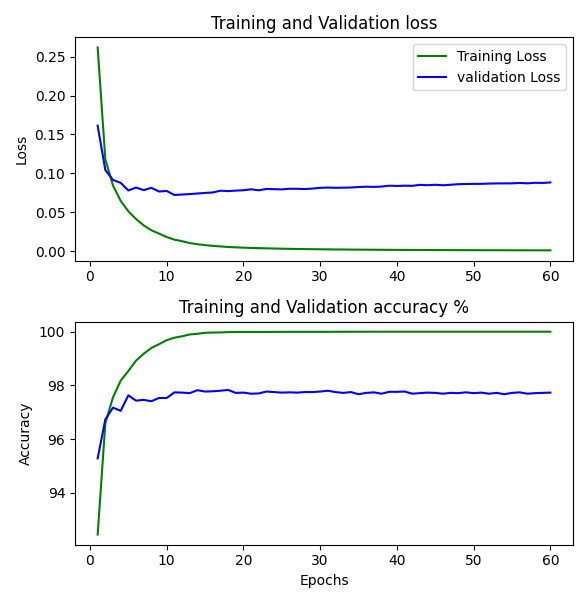 Training and Validation loss
0.25
0.20
0.15
0.10
0.05
0.00
Loss
Training Loss
validation Loss
0 10 20 30 40 50 60
Training and Validation accuracy %
100
98
96
94
Accuracy
0 10 20 30 40 50 60
Epochs